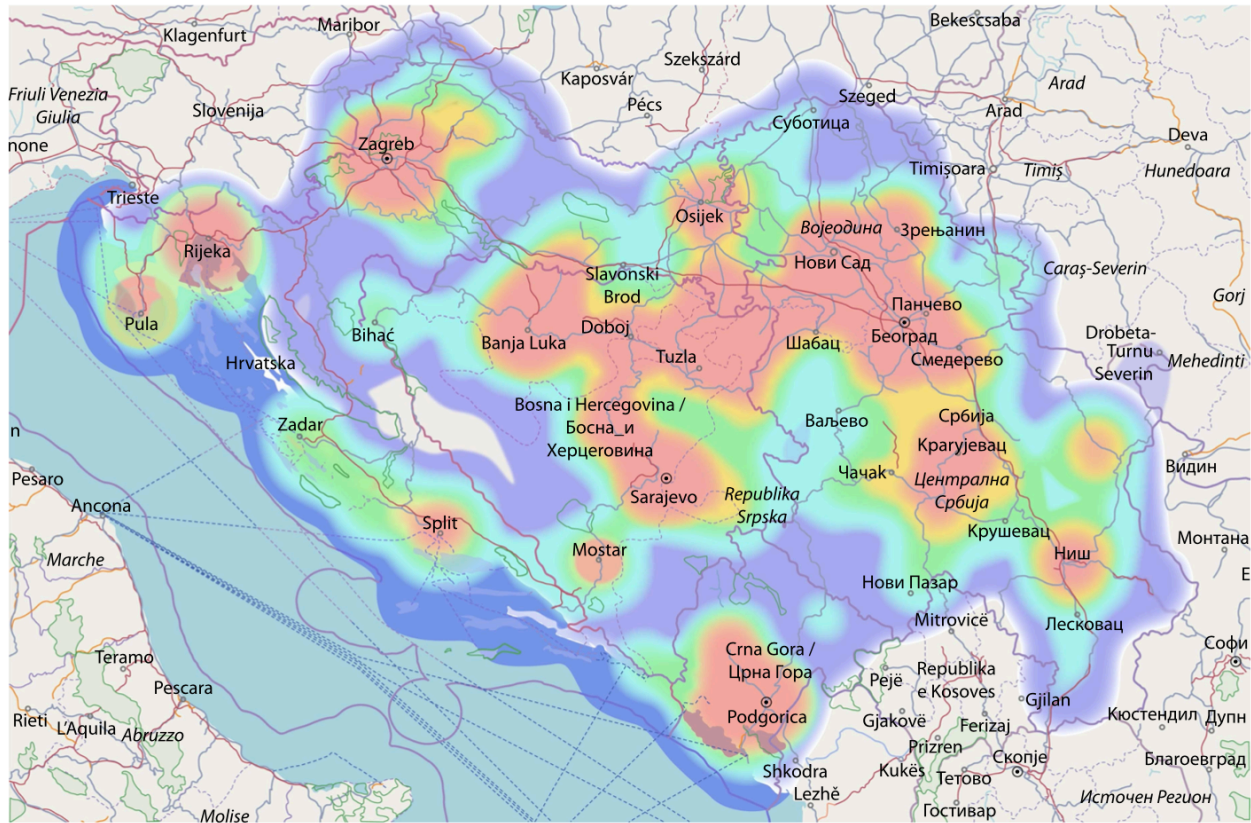 Maribor
Bekescsaba
Klagenfurt
Szekszárd
Kaposvár
Arad
Szeged
Friuli Venezia
Giulia
Slovenija
Pécs
Arad
Суботица
Deva
none
Zagreb
Timişoara
Timiş
Hunedoara
Trieste
Osijek
Војеодина
Зрењанин
Rijeka
Нови Сад
Caraş-Severin
Slavonski
Brod
Gorj
Панчево
Pula
Bihać
Banja Luka
Doboj
Шабац
Београд
Drobeta-
Turnu
Severin
Mehedinti
Tuzla
Смедерево
Hrvatska
Bosna i Hercegovina /
Босна_и
Херцеговина
Ваљево
Србија
Zadar
n
Крагујевац
Pesaro
Чачак
Централна
Србија
Видин
Sarajevo
Republika
Srpska
Ancona
Split
Крушевац
Mostar
Ниш
Монтана
Marche
Нови Пазар
E
Mitrovicë
Лесковац
Teramo
Crna Gora /
Црна Гора
Софи
Pejë
Republika
e Kosoves
Pescara
Podgorica
Gjilan
Rieti
L'Aquila
Abruzzo
Gjakovë
Ferizaj
Кюстендил
Дупн
Prizren
Shkodra
Kukës
Скопје
Благоевград
Lezhë
Тетово
Источен Регион
Molise
Гостивар